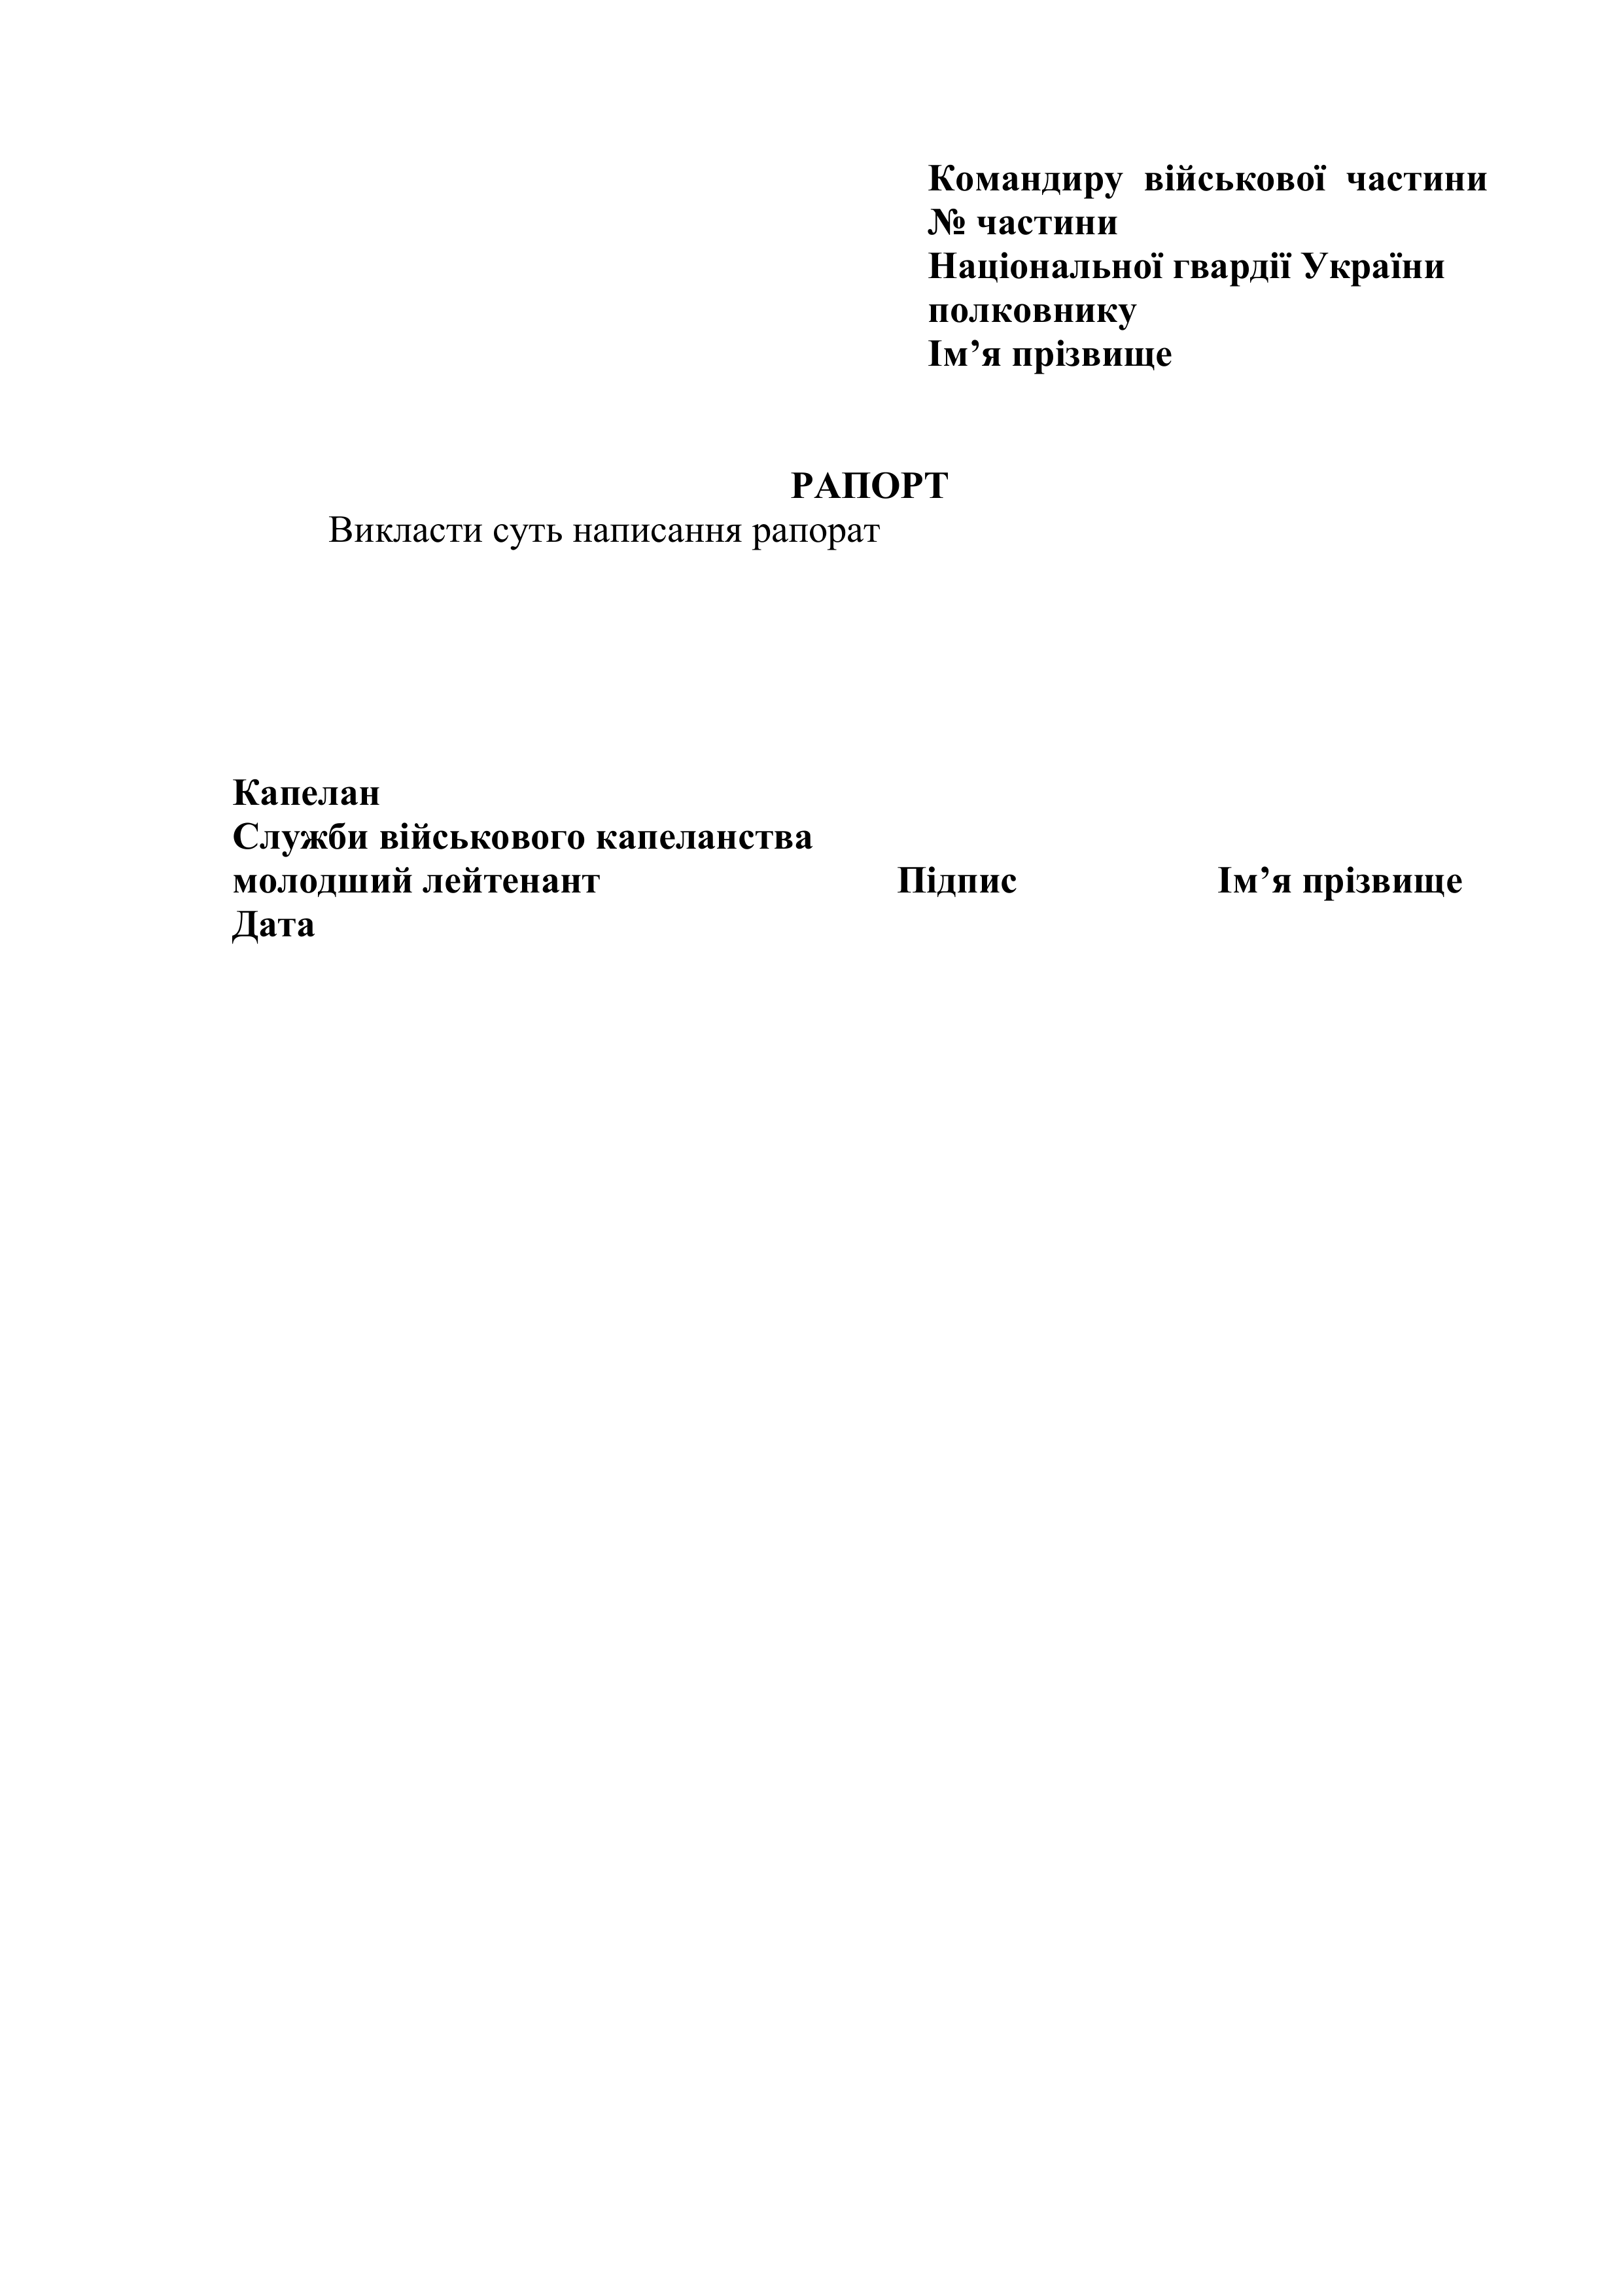 Командиру військової частини
№ частини
Національної гвардії України
полковнику
Ім’я прізвище
РАПОРТ
Викласти суть написання рапорат
Капелан
Служби військового капеланства
молодший лейтенант Підпис Ім’я прізвище
Дата